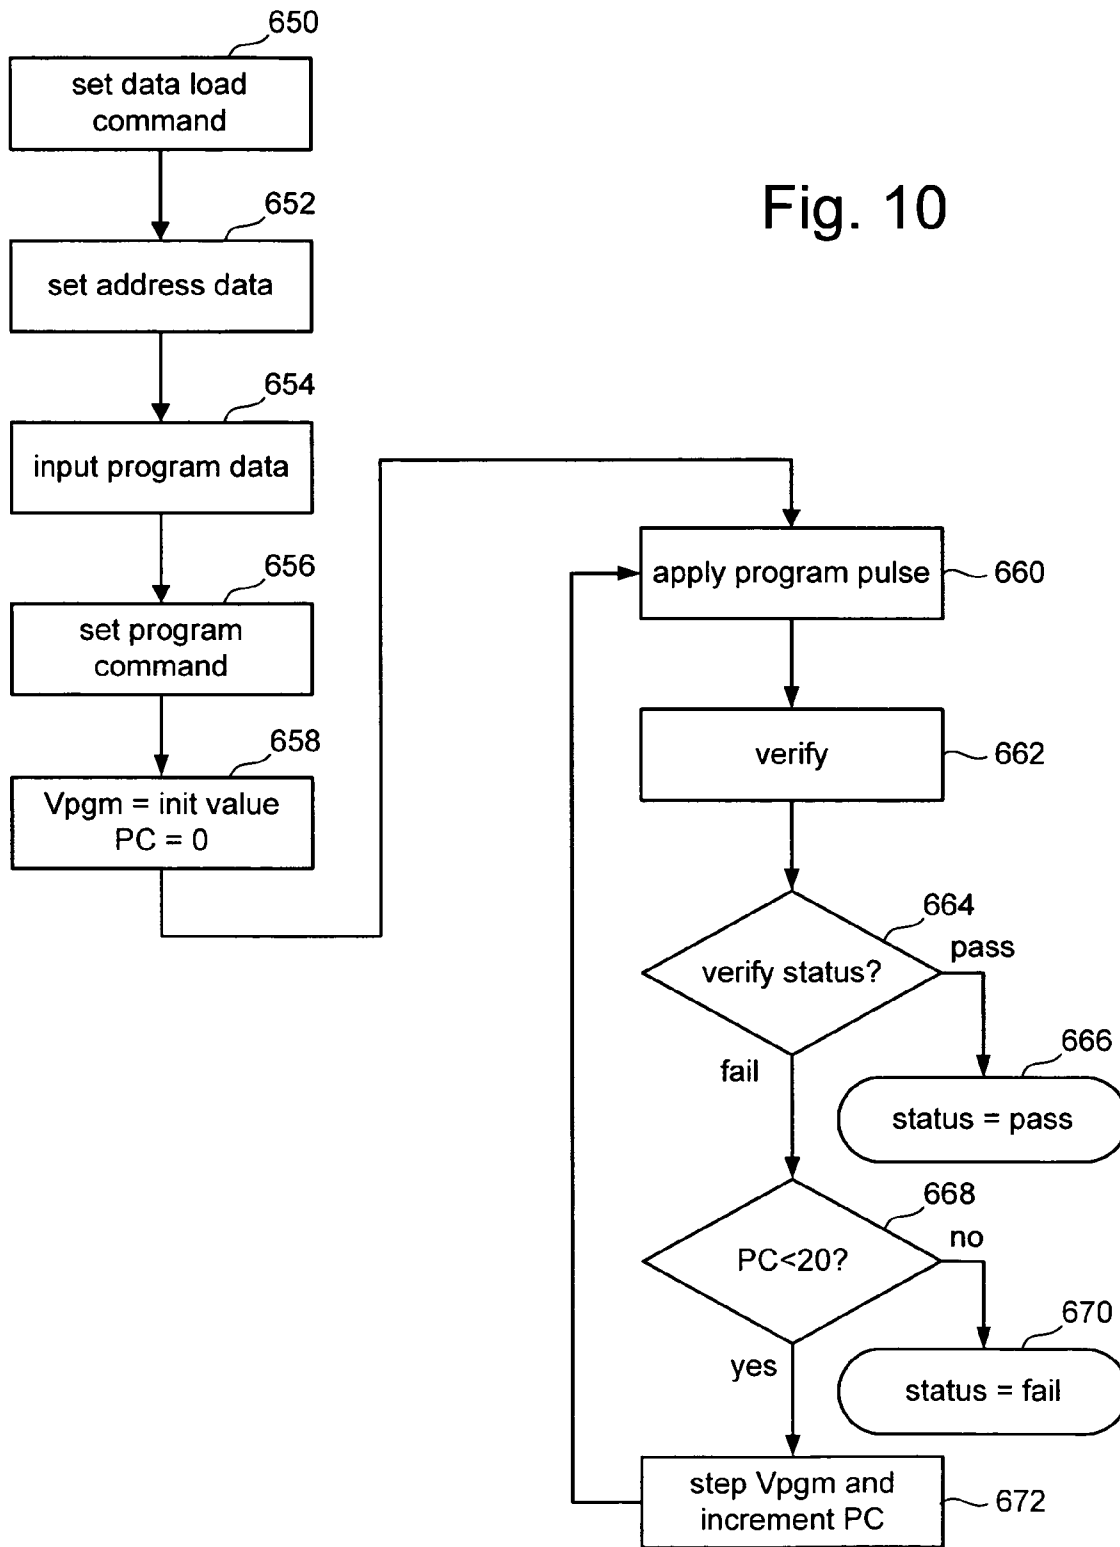 650
set data load
command
Fig. 10
652
set address data
654
input program data
656
set program
command
658
Vpgm = init value
PC = 0
apply program pulse
660
verify
662
664
verify status?
pass
fail
666
status = pass
668
PC<20?
no
yes
670
status = fail
step Vpgm and
increment PC
672